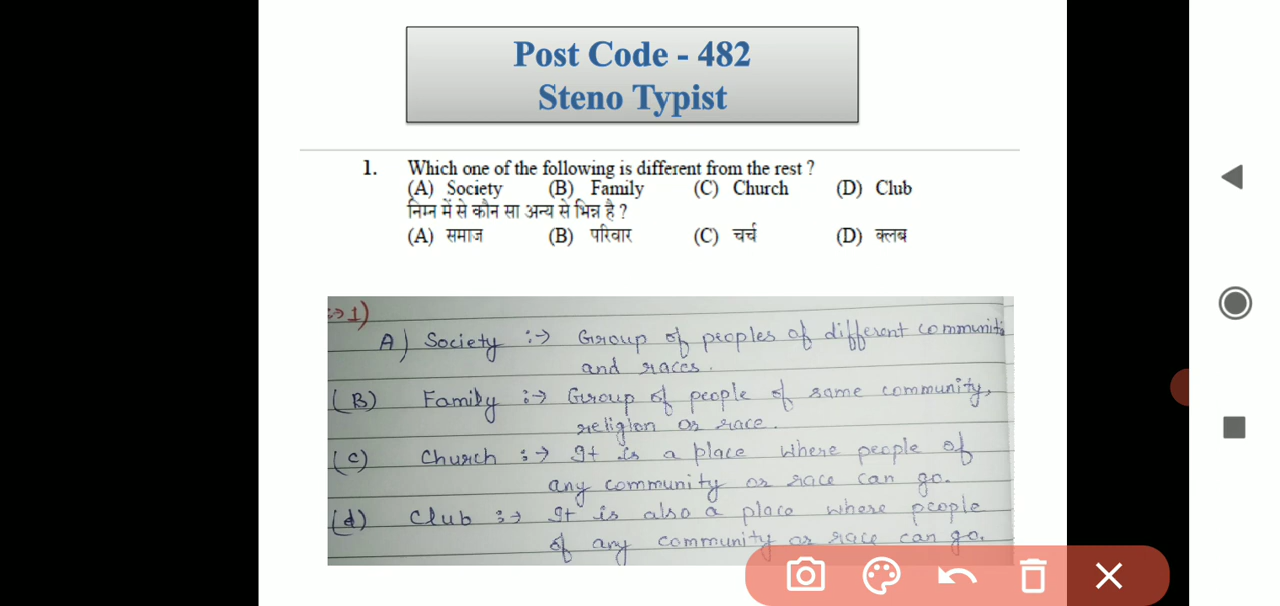 Post Code - 482
Steno Typist
1. Which one of the following is different from the rest ?
(A) Society (B) Family (C) Church (D) Club
निम्न में से कौन सा अन्य से भिन्न है ?
(A) समाज (B) परिवार (C) चर्च (D) क्लब
:→ 1)
A) Society :→ Group of peoples of different communiti
and races.
(B) Family :→ Group of people of same community,
religion or race.
(c) Church :→ It is a place where people of
any community or race can go.
(d) Club :→ It is also a place where people
of any community or race can go.